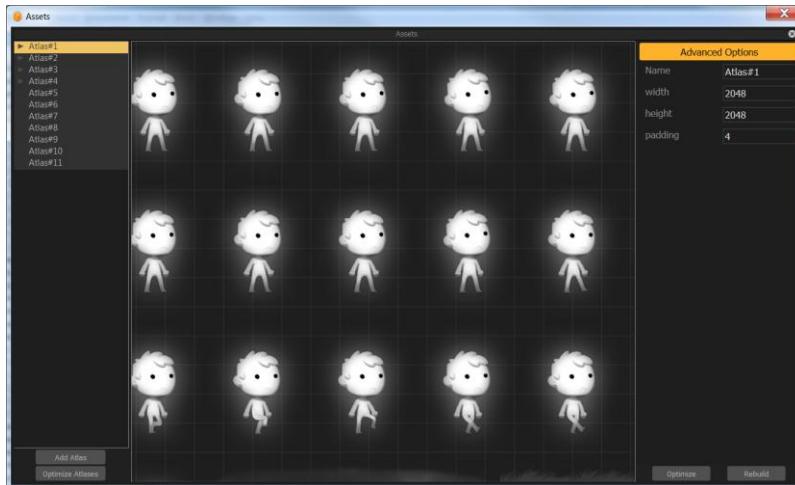 Assets
Assets
Atlas#1
Atlas#2
Atlas#3
Atlas#4
Atlas#5
Atlas#6
Atlas#7
Atlas#8
Atlas#9
Atlas#10
Atlas#11
Add Atlas
Optimize Atlases
Advanced Options
Name Atlas#1
width 2048
height 2048
padding 4
Optimize Rebuild